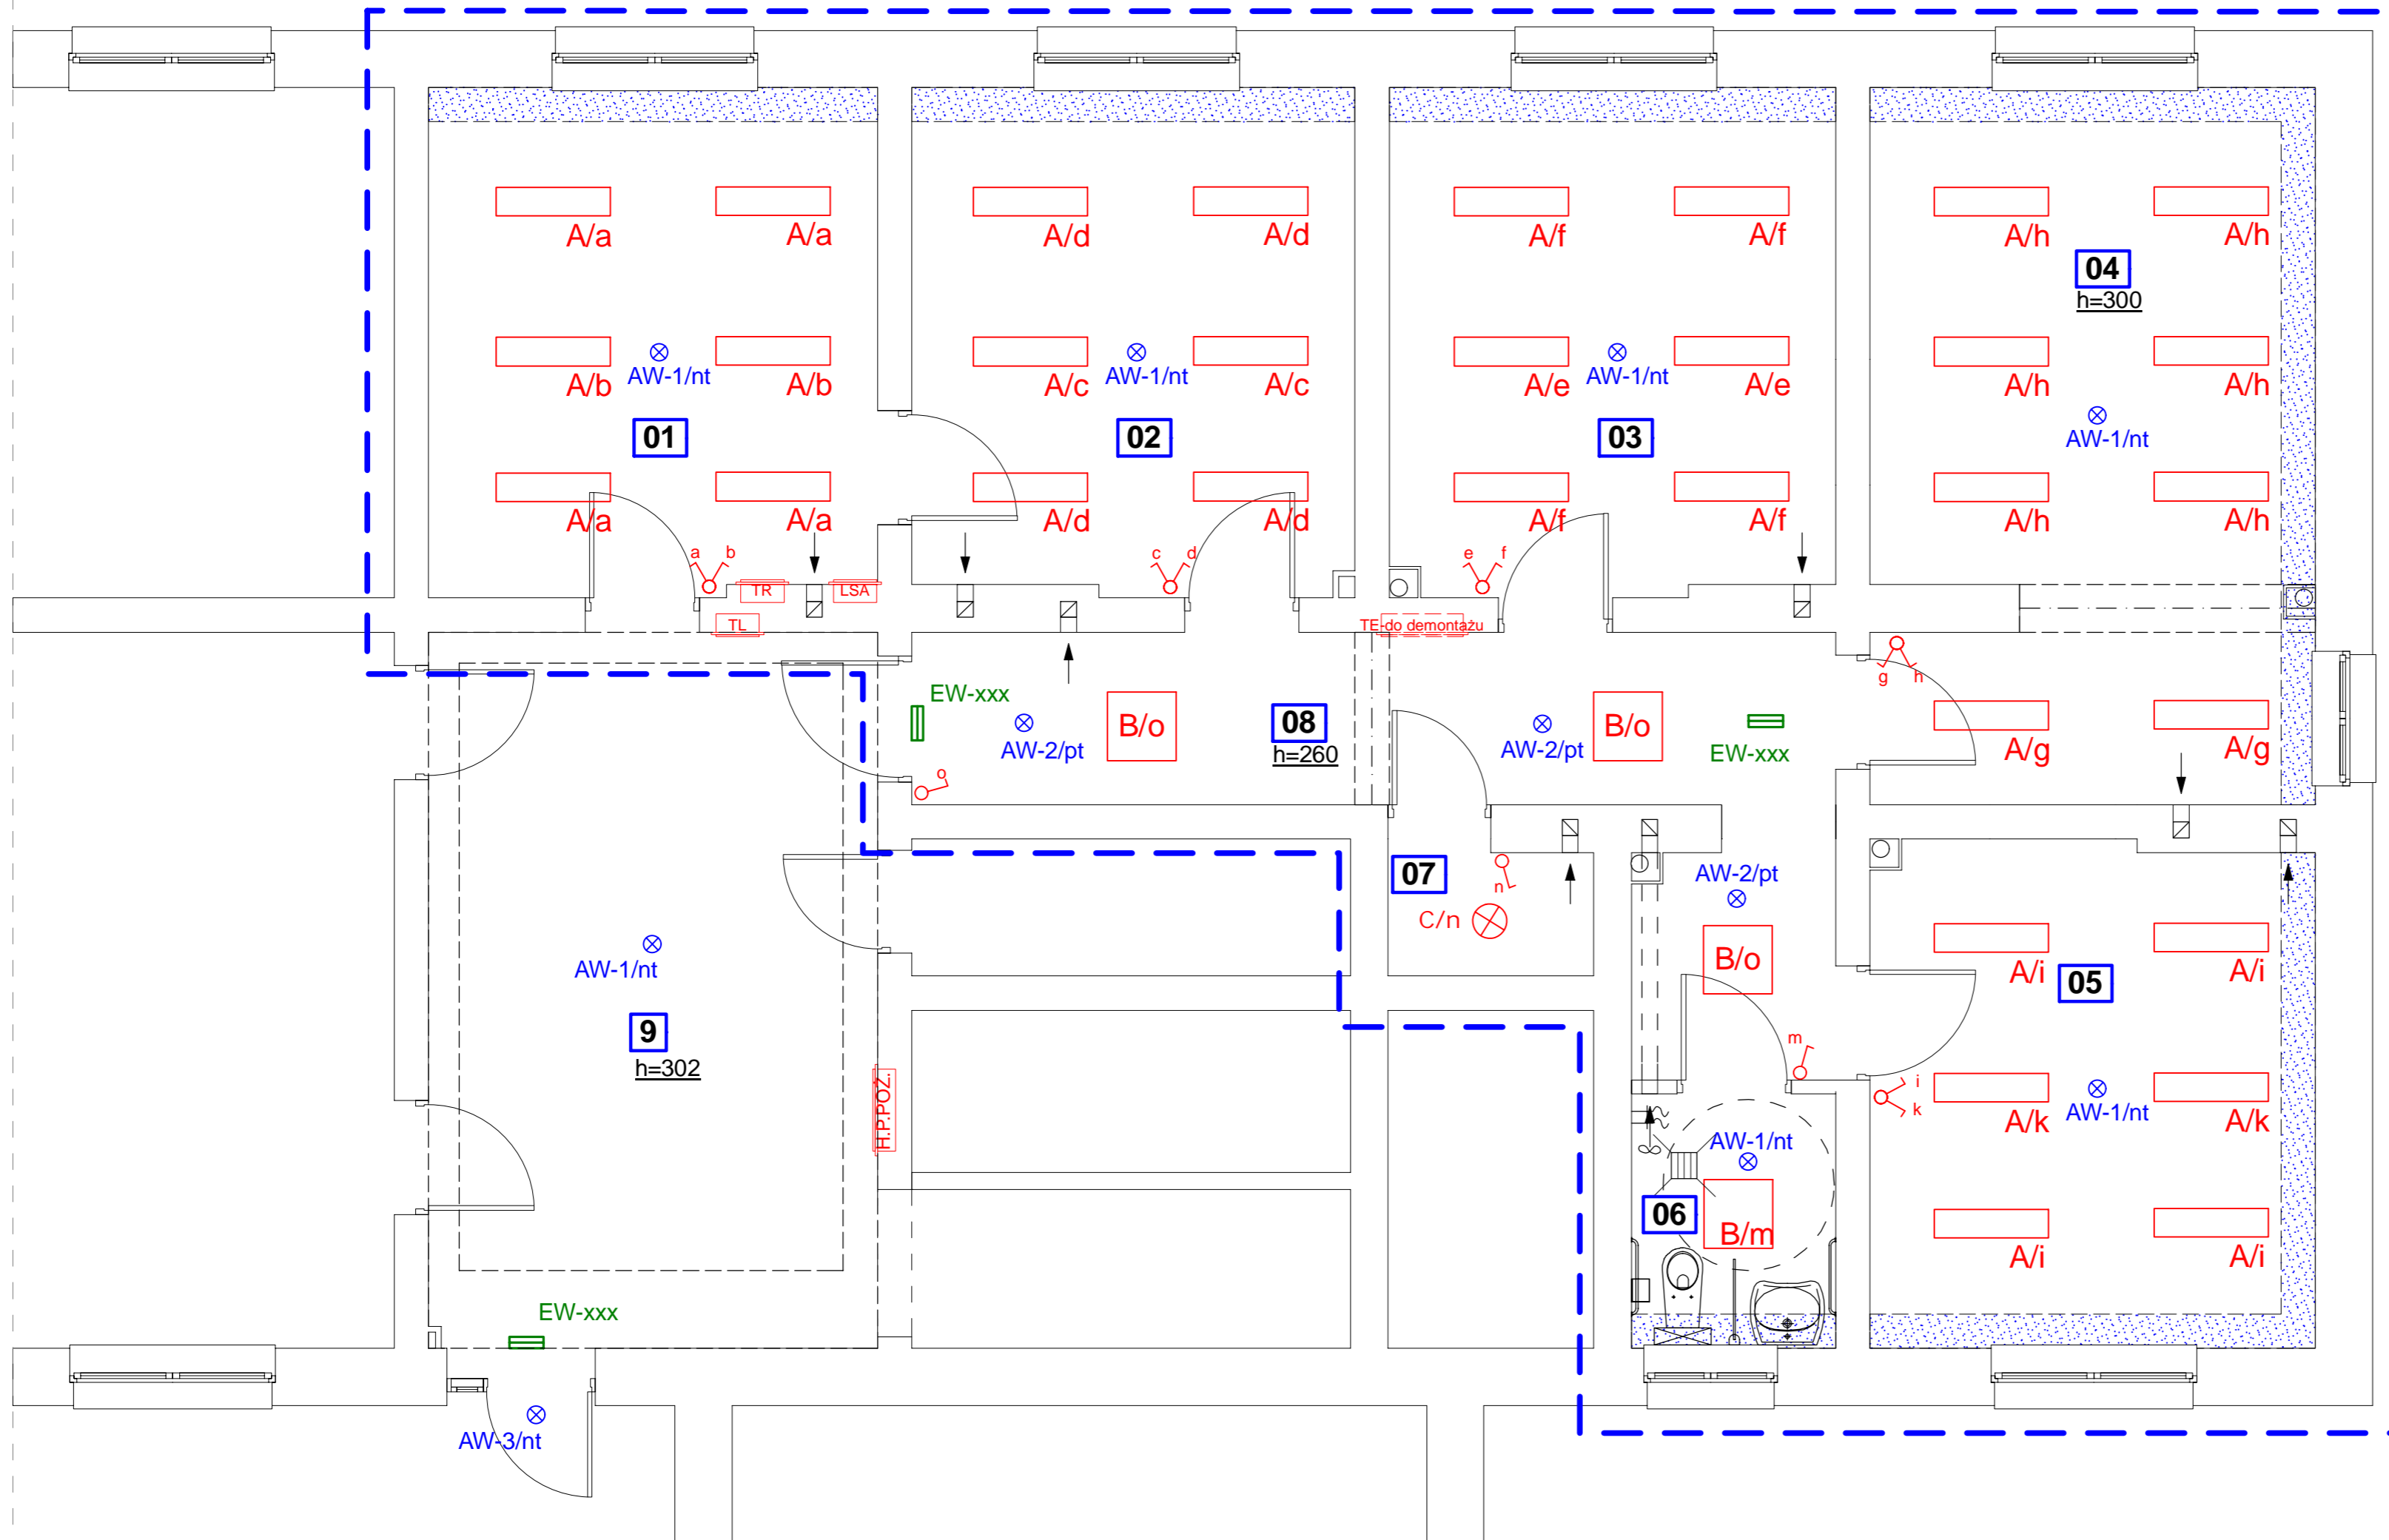 A/a A/a A/d A/d A/f A/f A/h A/h
04
h=300
A/b AW-1/nt A/b A/c AW-1/nt A/c A/e AW-1/nt A/e A/h A/h
01 02 03 AW-1/nt
A/a A/a A/d A/d A/f A/f A/h A/h
a b c d e f
TR LSA
TL TE-do demontażu
g h
EW-xxx
AW-2/pt B/o 08 AW-2/pt B/o EW-xxx A/g A/g
h=260
o
07 AW-2/pt
n
C/n
B/o
AW-1/nt A/i 05 A/i
9
h=302
m
H.P.POŻ.
i
k
A/k AW-1/nt A/k
AW-1/nt
06
B/m
A/i A/i
EW-xxx
AW-3/nt